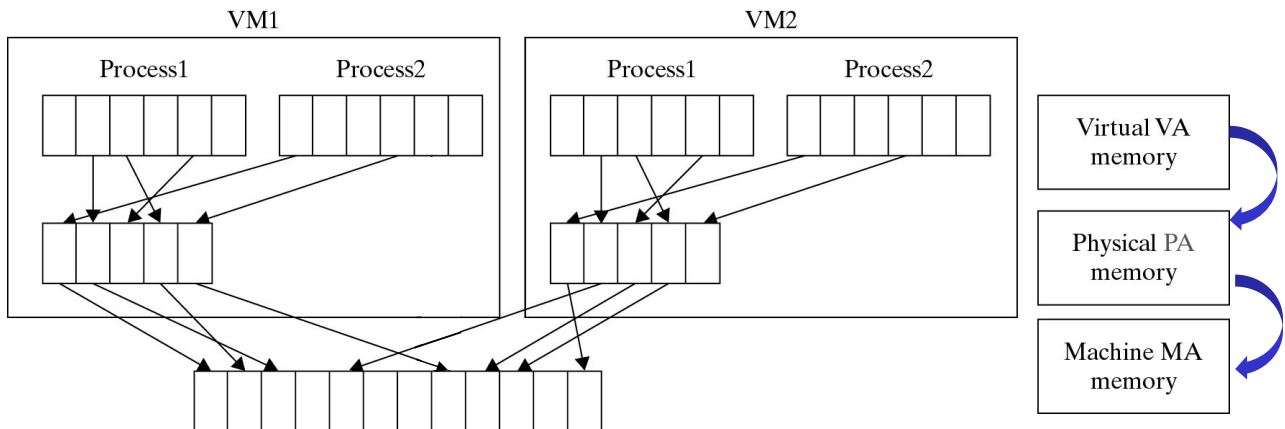 VM1
VM2
Process1
Process2
Process1
Process2
Virtual VA
memory
Physical PA
memory
Machine MA
memory